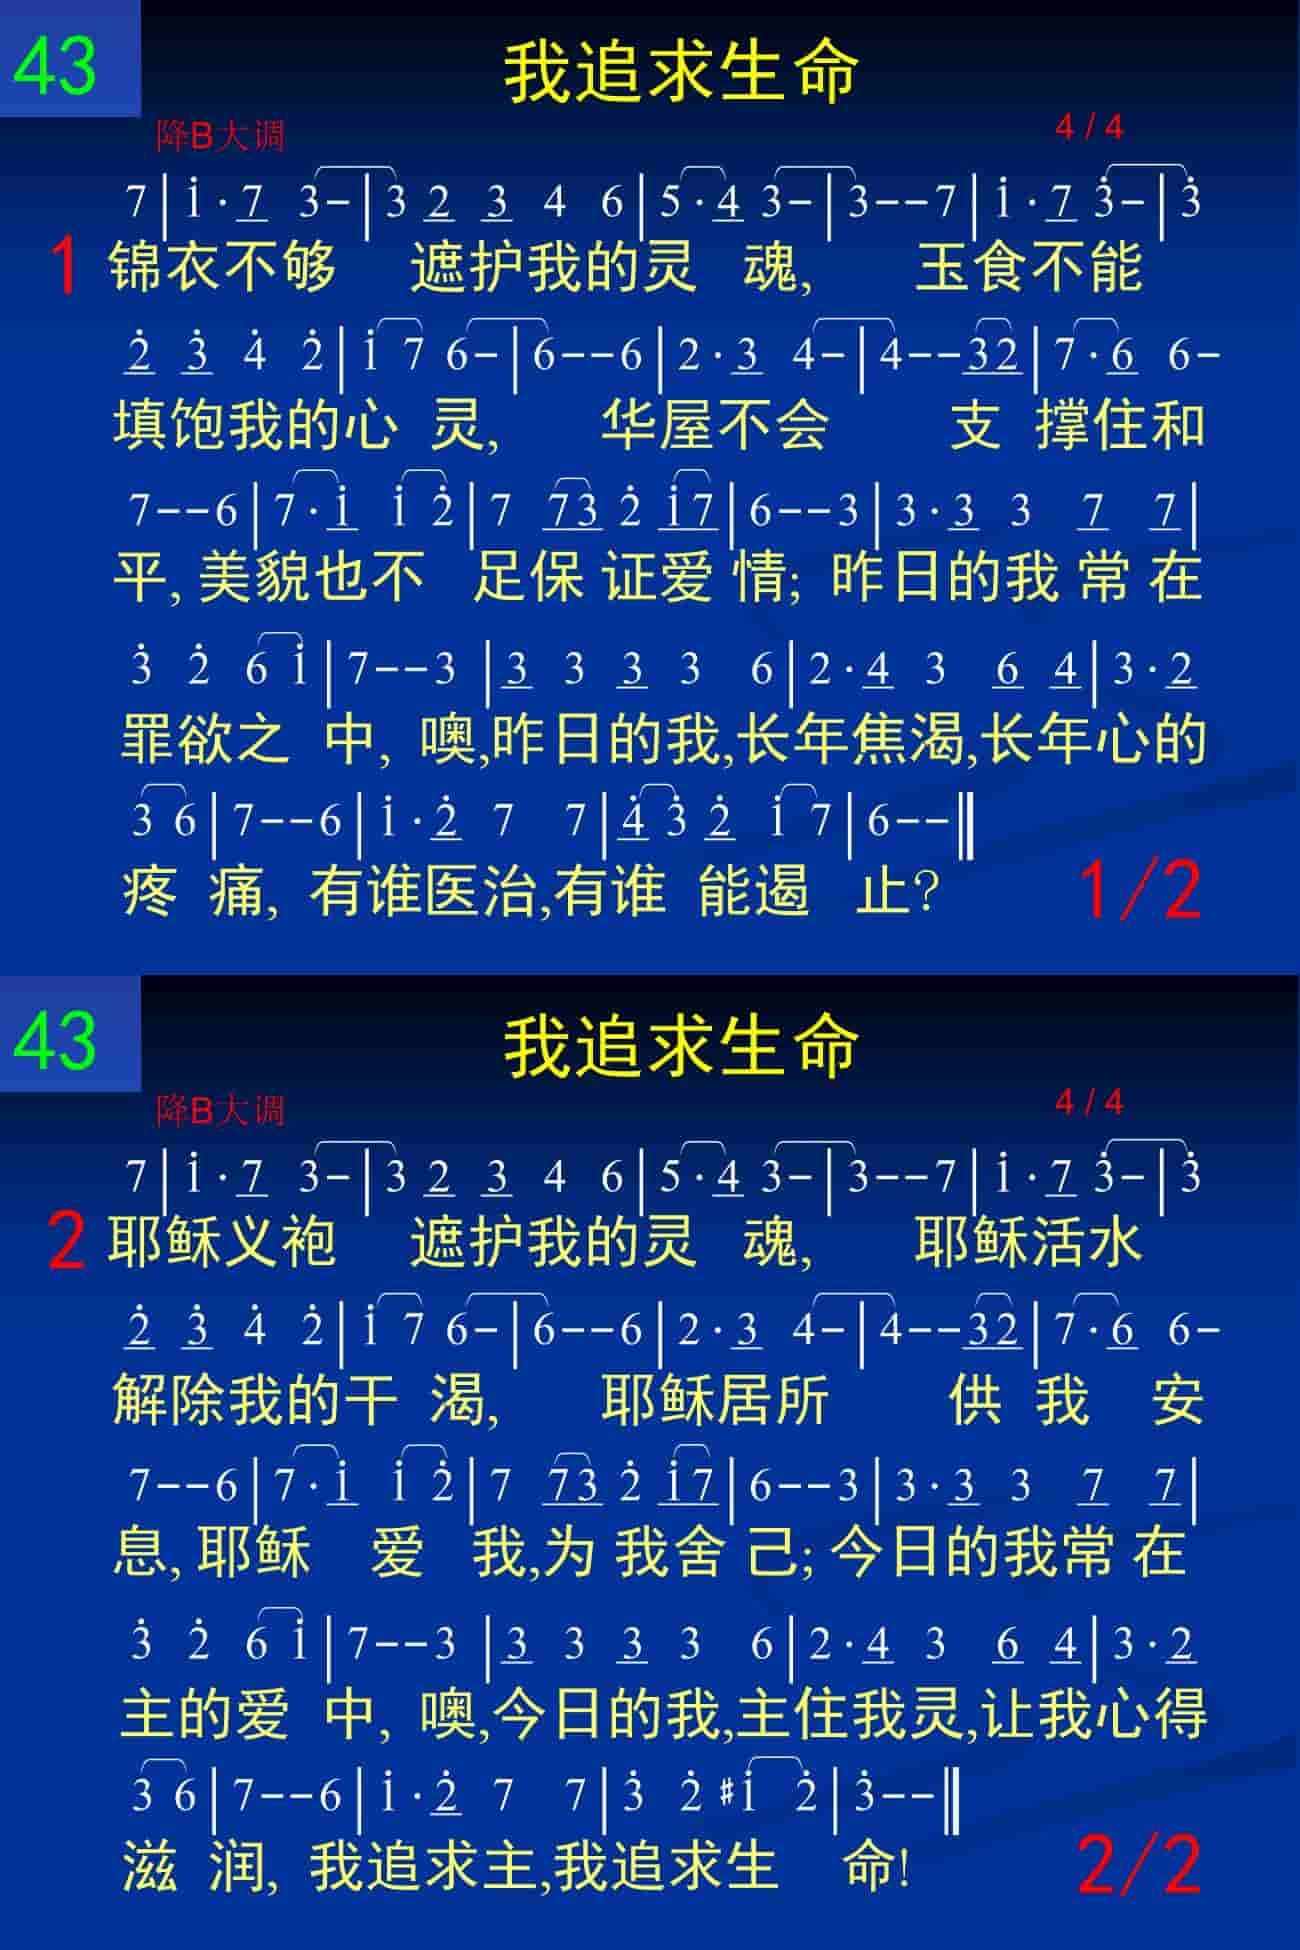 43
我追求生命
降B大调 4 / 4
7|i̇·7 3-|3 2 3 4 6|5·4 3-|3--7|i̇·7 3̇-|3̇
1 锦衣不够 遮护我的灵 魂, 玉食不能
2̇ 3̇ 4̇ 2̇|i̇ 7 6-|6--6|2·3 4-|4--32|7·6 6-
填饱我的心 灵, 华屋不会 支 撑住和
7--6|7·i̇ i̇ 2̇|7 73 2̇ i̇7|6--3|3·3 3 7 7|
平, 美貌也不 足保 证爱 情; 昨日的我 常 在
3̇ 2̇ 6 i̇|7--3|3 3 3 3 6|2·4 3 6 4|3·2
罪欲之 中, 噢,昨日的我,长年焦渴,长年心的
3 6|7--6|i̇·2̇ 7 7|4̇ 3̇ 2̇ i̇ 7|6--‖
疼 痛, 有谁医治,有谁 能遏 止?
1/2
43
我追求生命
降B大调 4 / 4
7|i̇·7 3-|3 2 3 4 6|5·4 3-|3--7|i̇·7 3̇-|3̇
2 耶稣义袍 遮护我的灵 魂, 耶稣活水
2̇ 3̇ 4̇ 2̇|i̇ 7 6-|6--6|2·3 4-|4--32|7·6 6-
解除我的干 渴, 耶稣居所 供 我 安
7--6|7·i̇ i̇ 2̇|7 73 2̇ i̇7|6--3|3·3 3 7 7|
息, 耶稣 爱 我,为 我舍 己; 今日的我常 在
3̇ 2̇ 6 i̇|7--3|3 3 3 3 6|2·4 3 6 4|3·2
主的爱 中, 噢,今日的我,主住我灵,让我心得
3 6|7--6|i̇·2̇ 7 7|3̇ 2̇ #i̇ 2̇|3̇--‖
滋 润, 我追求主,我追求生 命!
2/2